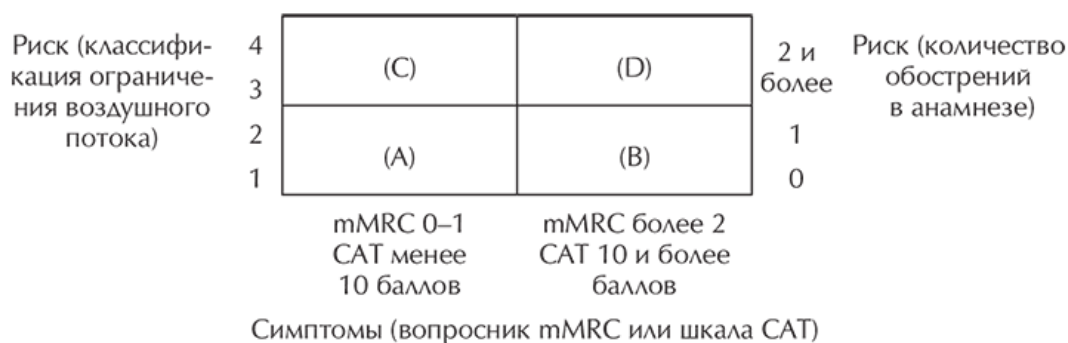 Риск (классифи-
кация ограниче-
ния воздушного
потока)
4
3
2
1
(C)
(D)
(A)
(B)
2 и
более
1
0
Риск (количество
обострений
в анамнезе)
mMRC 0–1
CAT менее
10 баллов
mMRC более 2
CAT 10 и более
баллов
Симптомы (вопросник mMRC или шкала CAT)